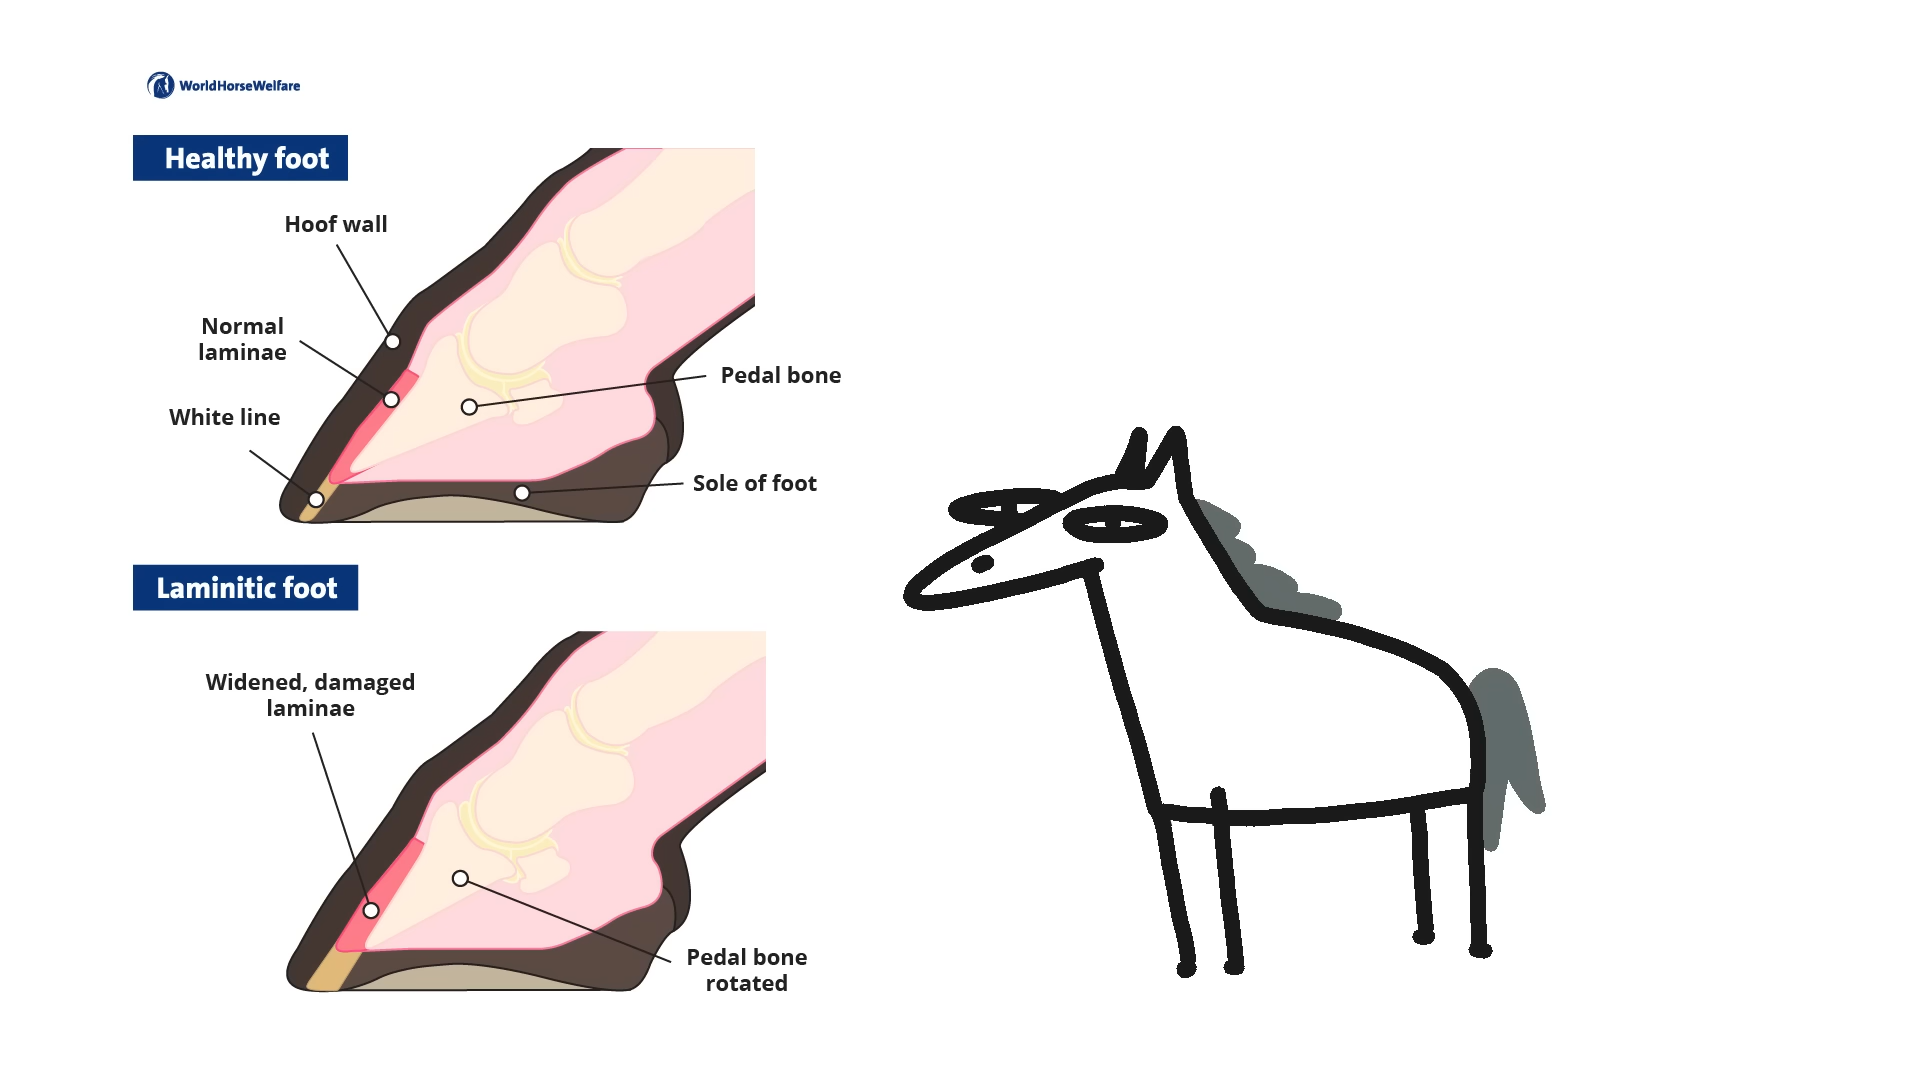 WorldHorseWelfare
Healthy foot
Hoof wall
Normal
laminae
White line
Pedal bone
Sole of foot
Laminitic foot
Widened, damaged
laminae
Pedal bone
rotated